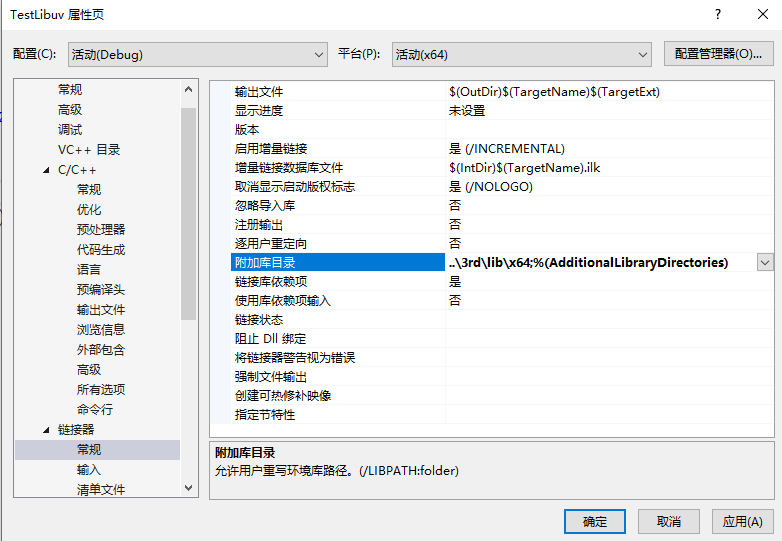 TestLibuv 属性页
?
配置(C): 活动(Debug) 平台(P): 活动(x64) 配置管理器(O)...
常规
高级
调试
VC++ 目录
C/C++
常规
优化
预处理器
代码生成
语言
预编译头
输出文件
浏览信息
外部包含
高级
所有选项
命令行
链接器
常规
输入
清单文件
输出文件 $(OutDir)$(TargetName)$(TargetExt)
显示进度 未设置
版本
启用增量链接 是 (/INCREMENTAL)
增量链接数据库文件 $(IntDir)$(TargetName).ilk
取消显示启动版权标志 是 (/NOLOGO)
忽略导入库 否
注册输出 否
逐用户重定向 否
附加库目录 ..\3rd\lib\x64;%(AdditionalLibraryDirectories)
链接库依赖项 是
使用库依赖项输入 否
链接状态
阻止 Dll 绑定
将链接器警告视为错误
强制文件输出
创建可热修补映像
指定节特性
附加库目录
允许用户重写环境库路径。(/LIBPATH:folder)
确定 取消 应用(A)